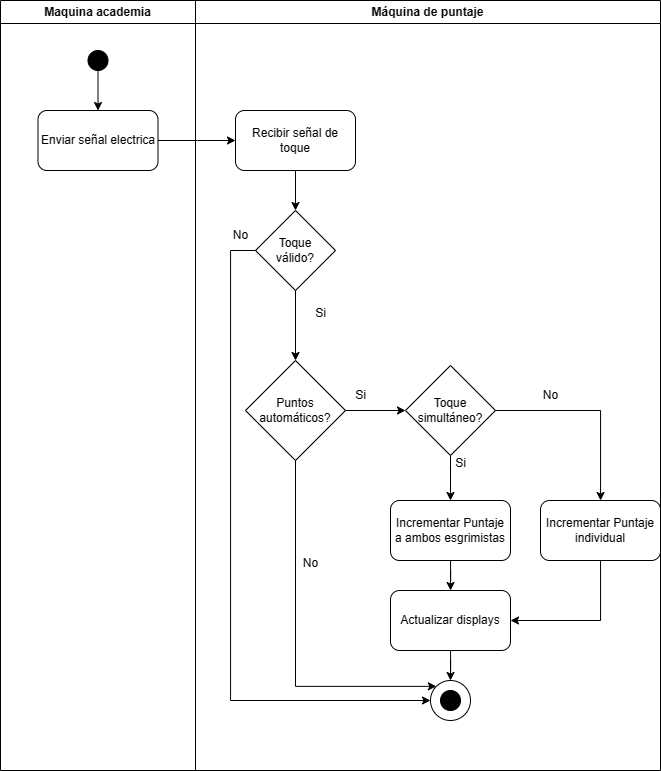 Maquina academia
Máquina de puntaje
Enviar señal electrica
Recibir señal de
toque
No
Toque
válido?
Si
Puntos
automáticos?
Si
Toque
simultáneo?
No
Si
Incrementar Puntaje
a ambos esgrimistas
Incrementar Puntaje
individual
No
Actualizar displays